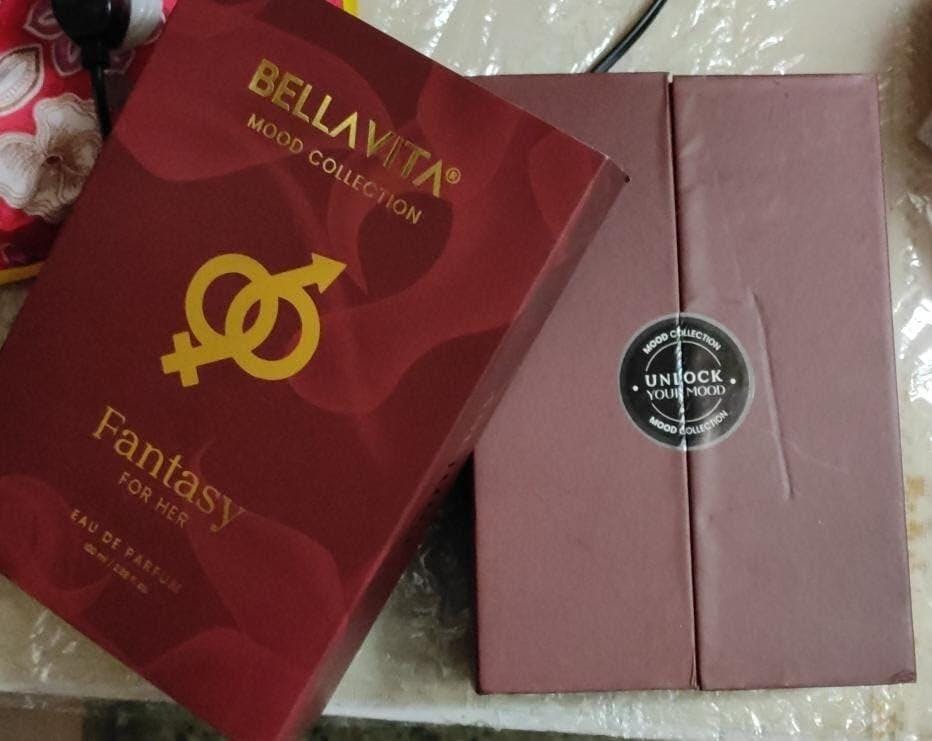 BELLAVITA®
MOOD COLLECTION
Fantasy
FOR HER
EAU DE PARFUM
MOOD COLLECTION
UNLOCK
YOUR MOOD
MOOD COLLECTION